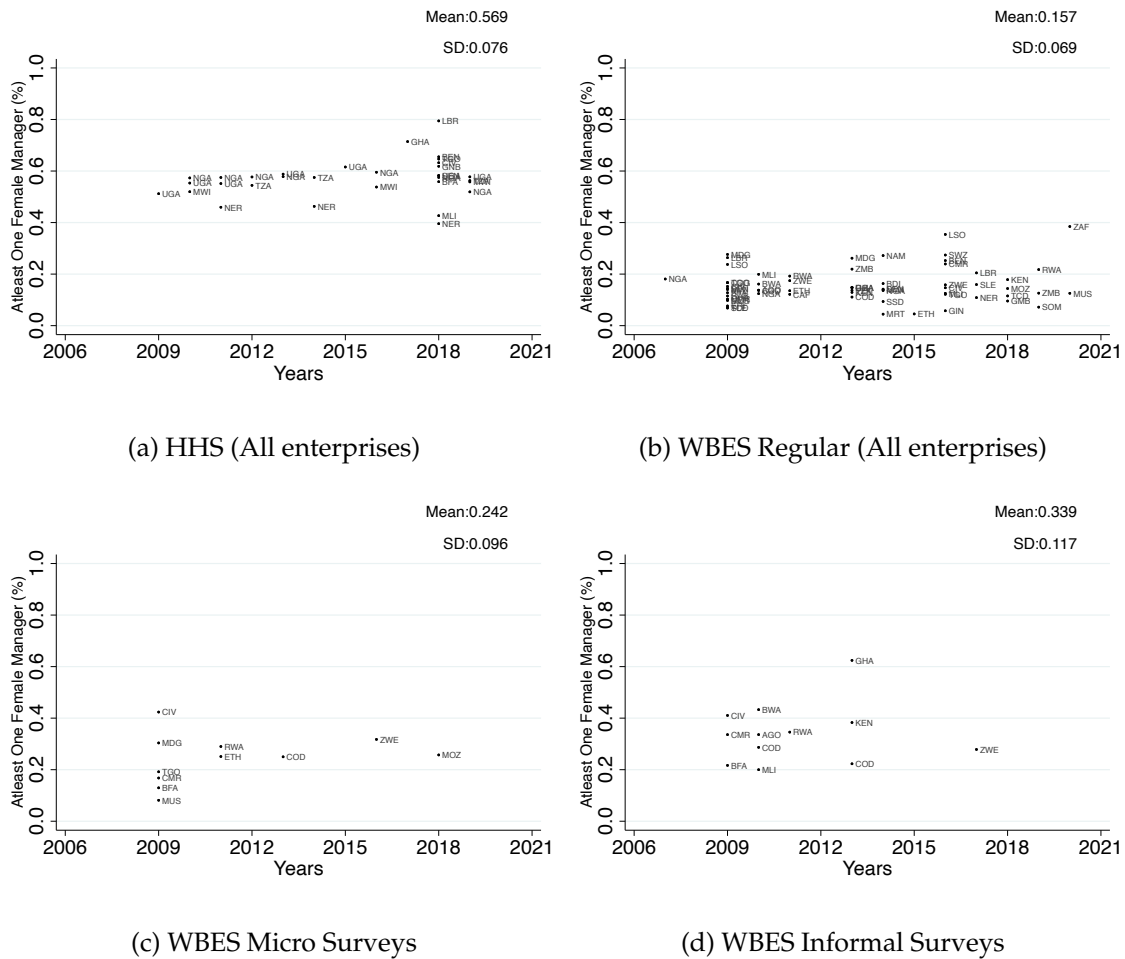 Mean:0.569
SD:0.076
Atleast One Female Manager (%)
1.0
0.8
0.6
0.4
0.2
0.0
LBR
GHA
UGA
NGA
UGA
MWI
NGA
UGA
NER
NGA
TZA
UGA
TZA
NER
UGA
NGA
MWI
GNB
BFA
MLI
NER
UGA
NGA
2006 2009 2012 2015 2018 2021
Years
(a) HHS (All enterprises)
Mean:0.157
SD:0.069
Atleast One Female Manager (%)
1.0
0.8
0.6
0.4
0.2
0.0
NGA
MDG
LBR
LSO
MLI
BWA
NGA
RWA
ZWE
ETH
CAF
MDG
ZMB
COD
NAM
BDI
SSD
MRT
ETH
LSO
SWZ
BEN
CMR
ZWE
GIN
LBR
SLE
NER
KEN
MOZ
TCD
GMB
RWA
ZMB
SOM
ZAF
MUS
2006 2009 2012 2015 2018 2021
Years
(b) WBES Regular (All enterprises)
Mean:0.242
SD:0.096
Atleast One Female Manager (%)
1.0
0.8
0.6
0.4
0.2
0.0
CIV
MDG
TGO
CMR
BFA
MUS
RWA
ETH
COD
ZWE
MOZ
2006 2009 2012 2015 2018 2021
Years
(c) WBES Micro Surveys
Mean:0.339
SD:0.117
Atleast One Female Manager (%)
1.0
0.8
0.6
0.4
0.2
0.0
CIV
CMR
BFA
BWA
AGO
COD
MLI
RWA
GHA
KEN
COD
ZWE
2006 2009 2012 2015 2018 2021
Years
(d) WBES Informal Surveys